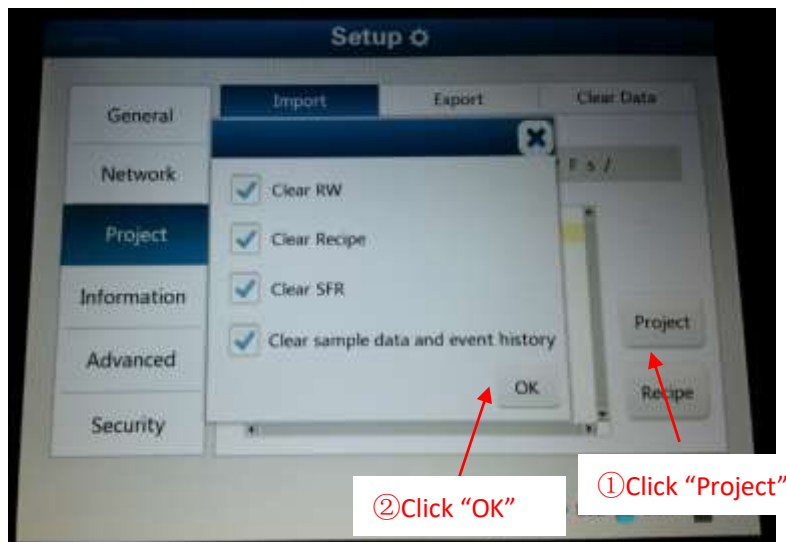 Setup
General
Import
Export
Clear Data
Network
Clear RW
Project
Clear Recipe
Information
Clear SFR
Project
Clear sample data and event history
Advanced
OK
Recipe
Security
①Click “Project”
②Click “OK”